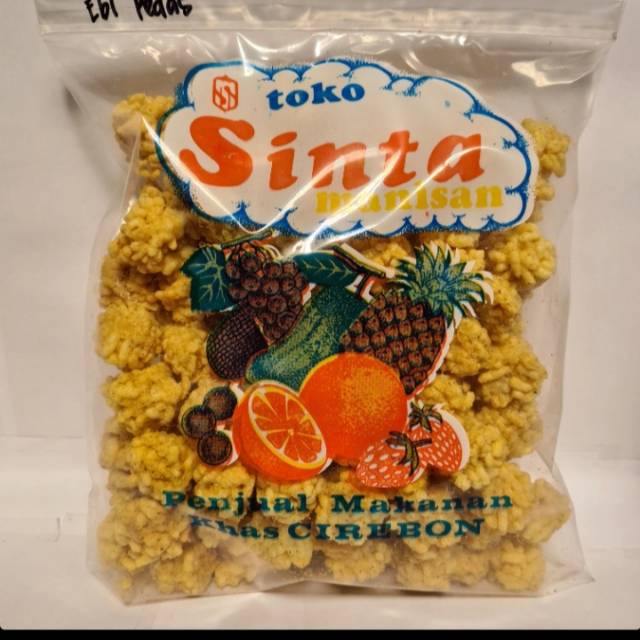 Ebi Pedas
toko
Sinta
manisan
Penjual Makanan
Khas CIREBON